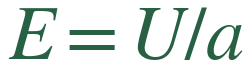 E = U/a